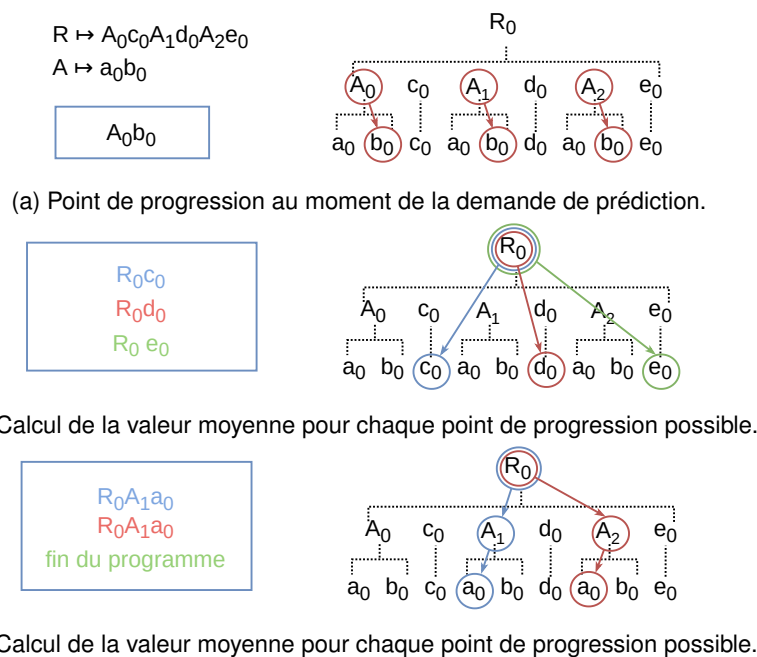 R ↦ A₀c₀A₁d₀A₂e₀
A ↦ a₀b₀
A₀b₀
R₀
A₀ c₀ A₁ d₀ A₂ e₀
a₀ b₀ c₀ a₀ b₀ d₀ a₀ b₀ e₀
(a) Point de progression au moment de la demande de prédiction.
R₀c₀
R₀d₀
R₀ e₀
R₀
A₀ c₀ A₁ d₀ A₂ e₀
a₀ b₀ c₀ a₀ b₀ d₀ a₀ b₀ e₀
Calcul de la valeur moyenne pour chaque point de progression possible.
R₀A₁a₀
R₀A₁a₀
fin du programme
R₀
A₀ c₀ A₁ d₀ A₂ e₀
a₀ b₀ c₀ a₀ b₀ d₀ a₀ b₀ e₀
Calcul de la valeur moyenne pour chaque point de progression possible.